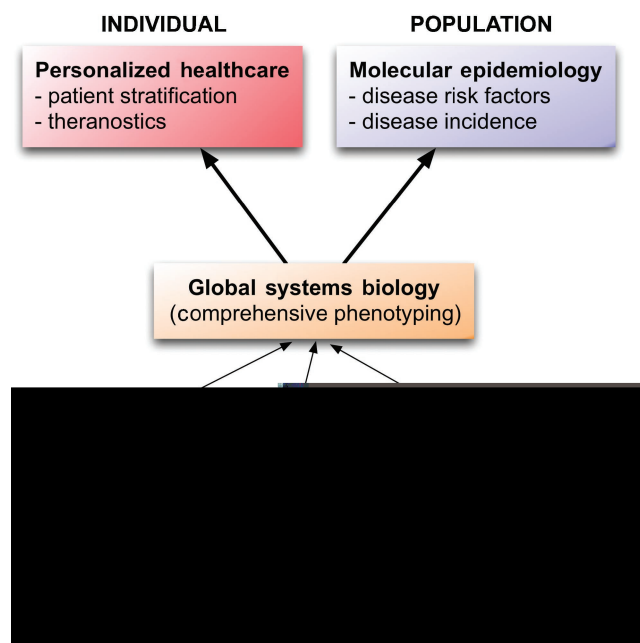 INDIVIDUAL
POPULATION
Personalized healthcare
- patient stratification
- theranostics
Molecular epidemiology
- disease risk factors
- disease incidence
Global systems biology
(comprehensive phenotyping)